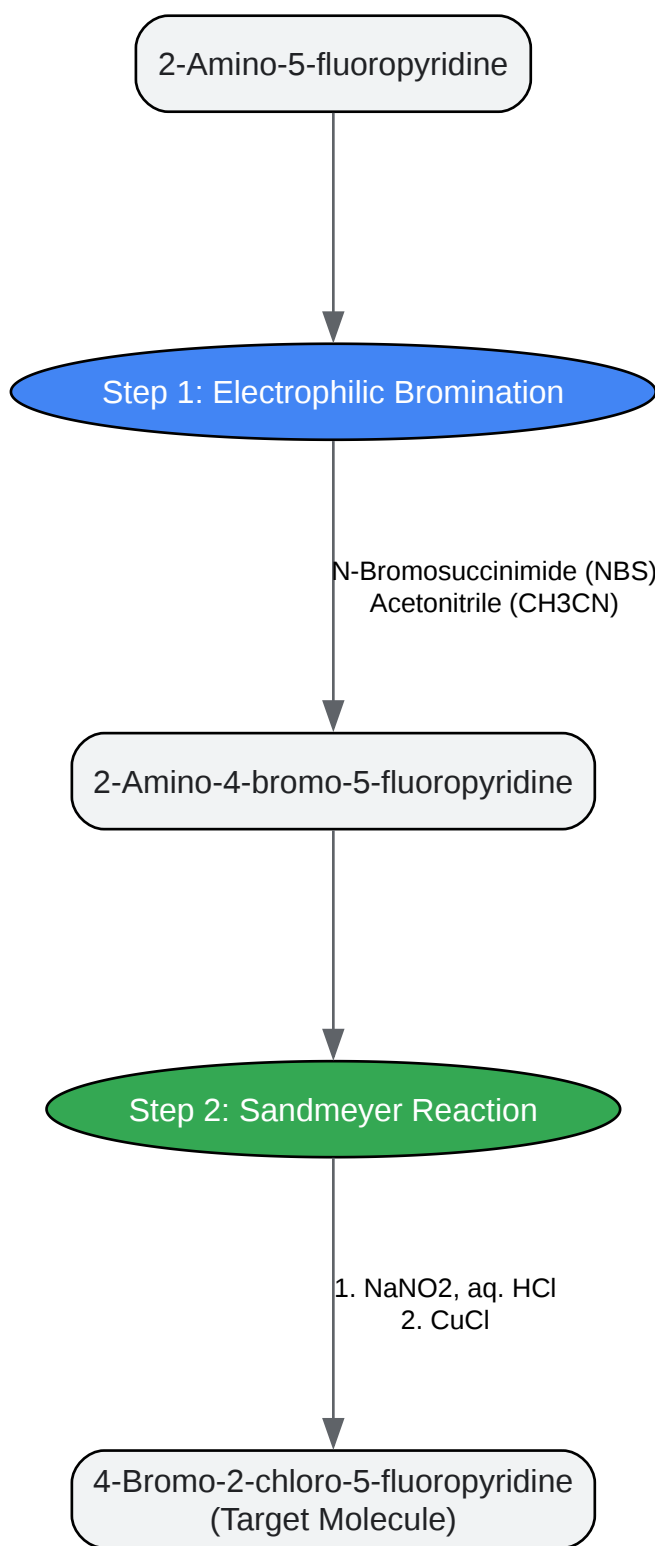 2-Amino-5-fluoropyridine
Step 1: Electrophilic Bromination
N-Bromosuccinimide (NBS)
Acetonitrile (CH3CN)
2-Amino-4-bromo-5-fluoropyridine
Step 2: Sandmeyer Reaction
1. NaNO2, aq. HCl
2. CuCl
4-Bromo-2-chloro-5-fluoropyridine
(Target Molecule)